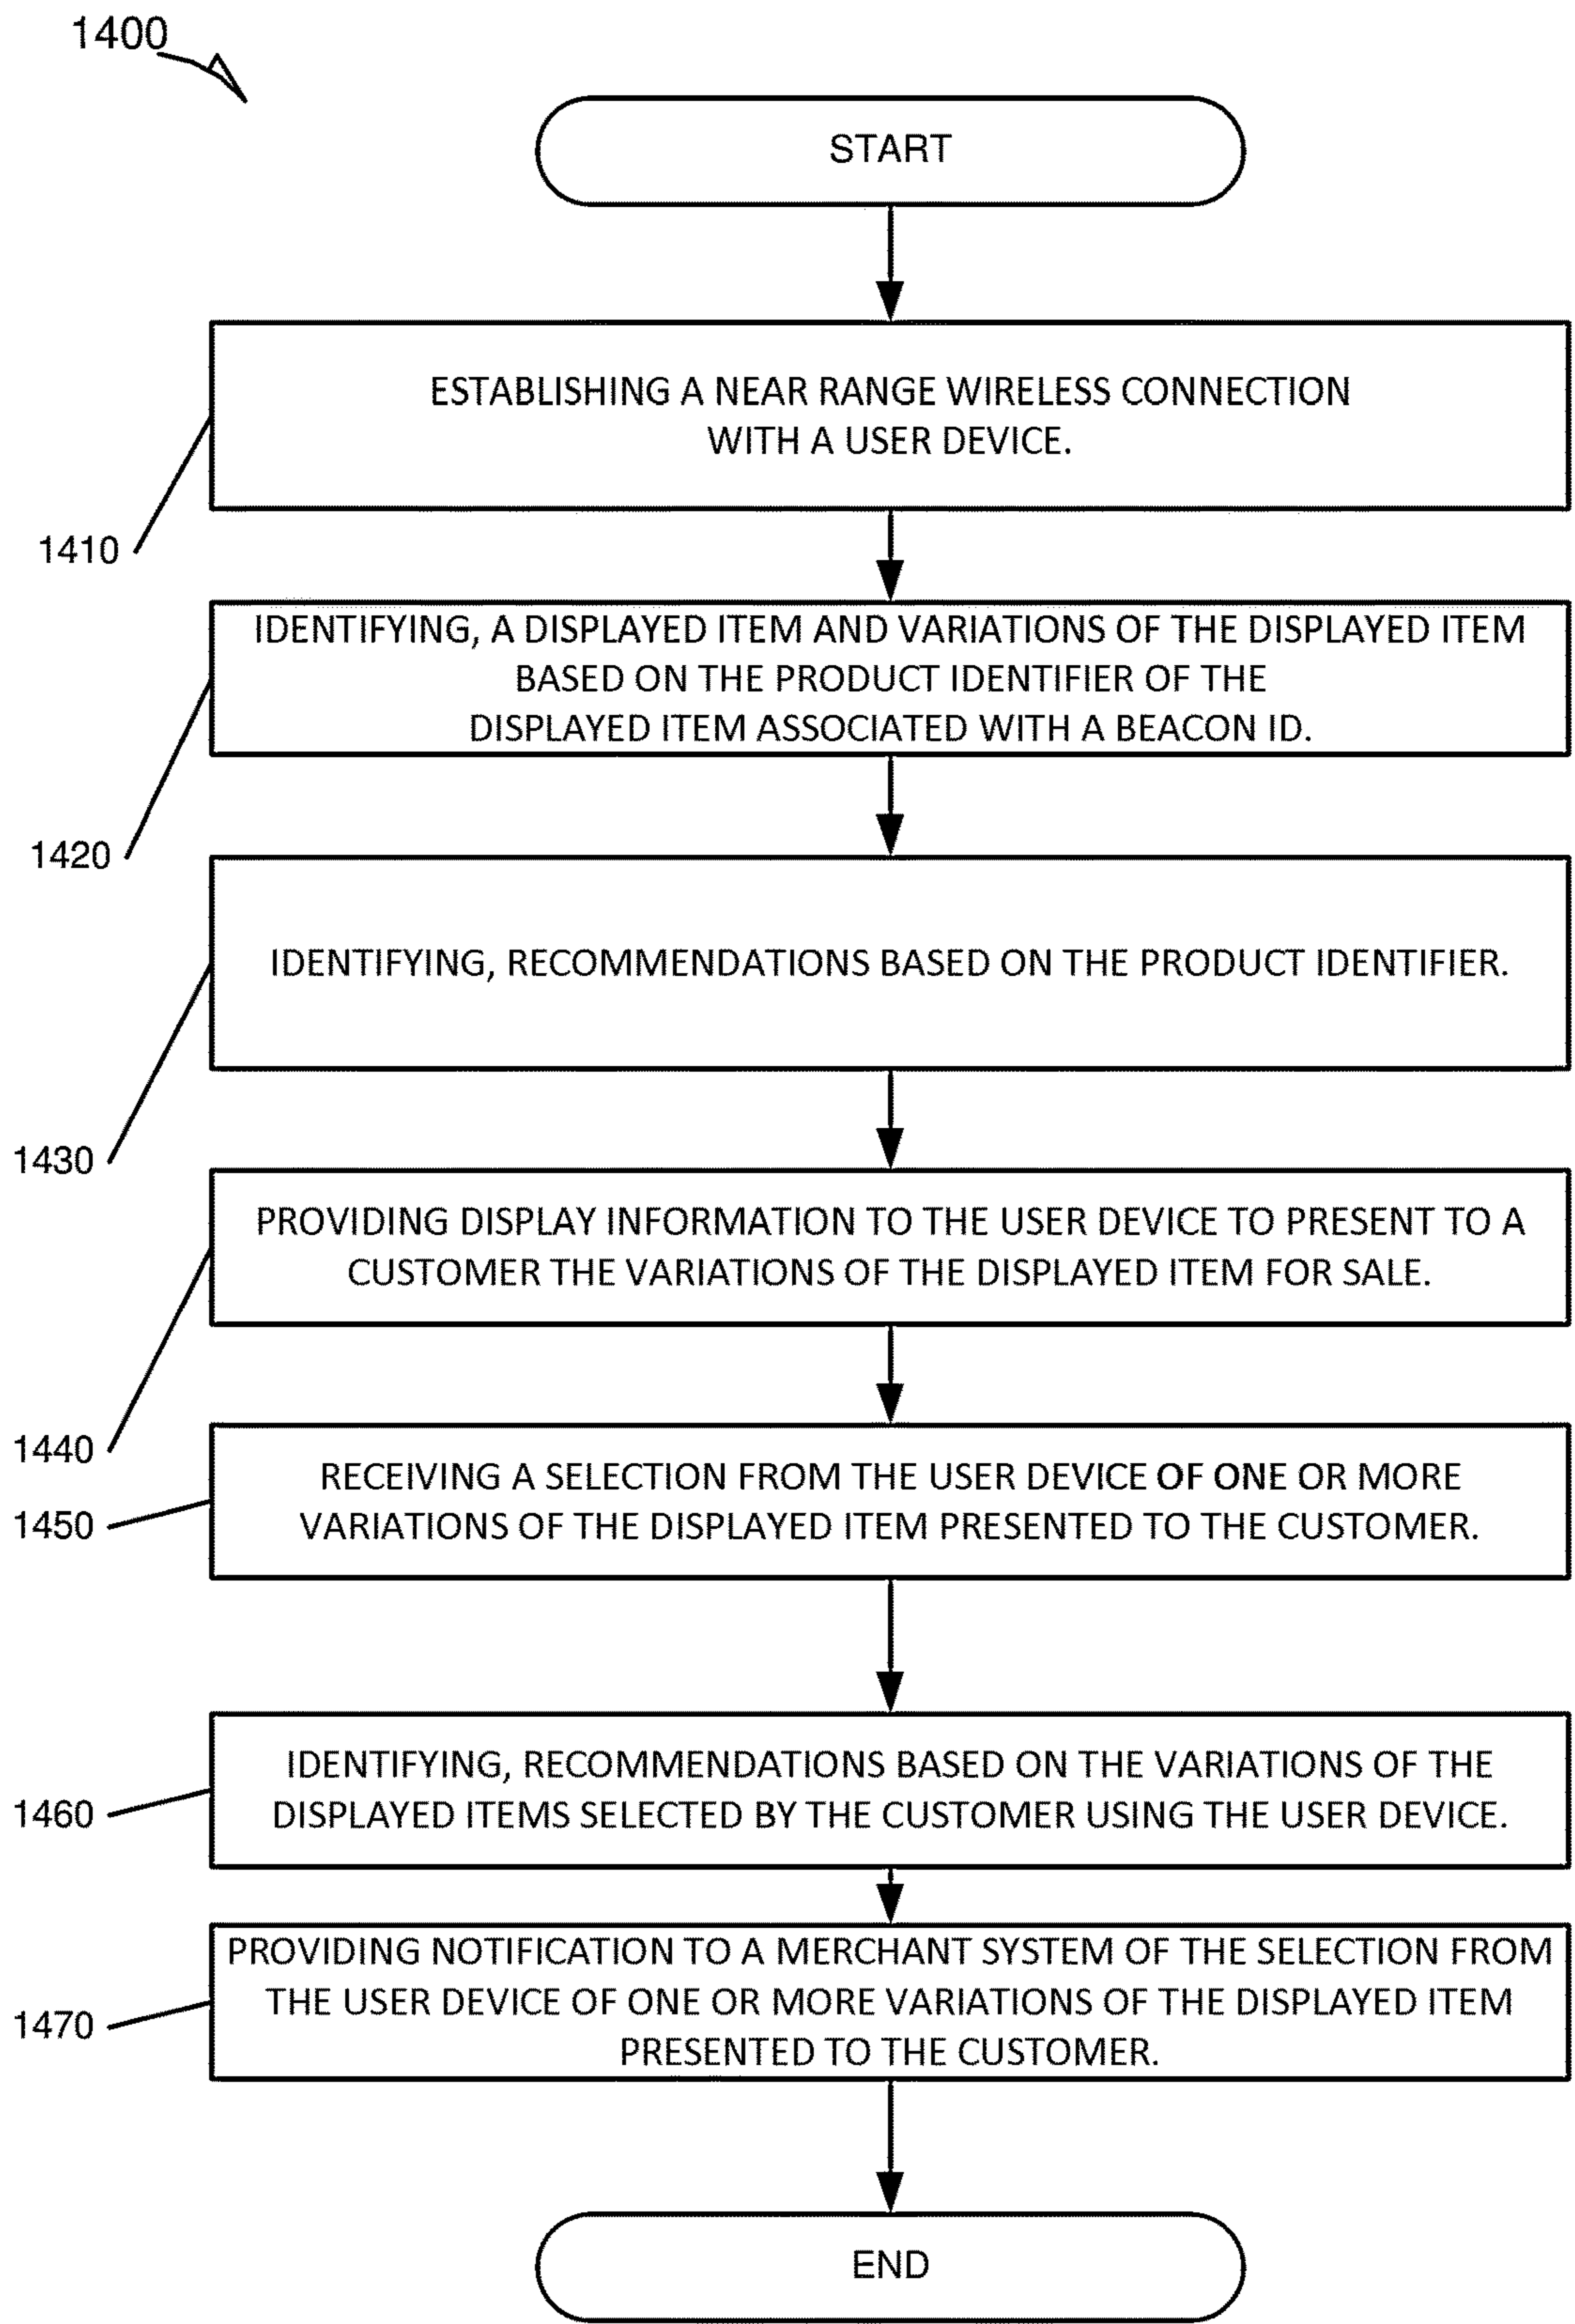 1400
START
ESTABLISHING A NEAR RANGE WIRELESS CONNECTION
WITH A USER DEVICE.
1410
IDENTIFYING, A DISPLAYED ITEM AND VARIATIONS OF THE DISPLAYED ITEM
BASED ON THE PRODUCT IDENTIFIER OF THE
DISPLAYED ITEM ASSOCIATED WITH A BEACON ID.
1420
IDENTIFYING, RECOMMENDATIONS BASED ON THE PRODUCT IDENTIFIER.
1430
PROVIDING DISPLAY INFORMATION TO THE USER DEVICE TO PRESENT TO A
CUSTOMER THE VARIATIONS OF THE DISPLAYED ITEM FOR SALE.
1440
RECEIVING A SELECTION FROM THE USER DEVICE OF ONE OR MORE
VARIATIONS OF THE DISPLAYED ITEM PRESENTED TO THE CUSTOMER.
1450
IDENTIFYING, RECOMMENDATIONS BASED ON THE VARIATIONS OF THE
DISPLAYED ITEMS SELECTED BY THE CUSTOMER USING THE USER DEVICE.
1460
PROVIDING NOTIFICATION TO A MERCHANT SYSTEM OF THE SELECTION FROM
THE USER DEVICE OF ONE OR MORE VARIATIONS OF THE DISPLAYED ITEM
PRESENTED TO THE CUSTOMER.
1470
END